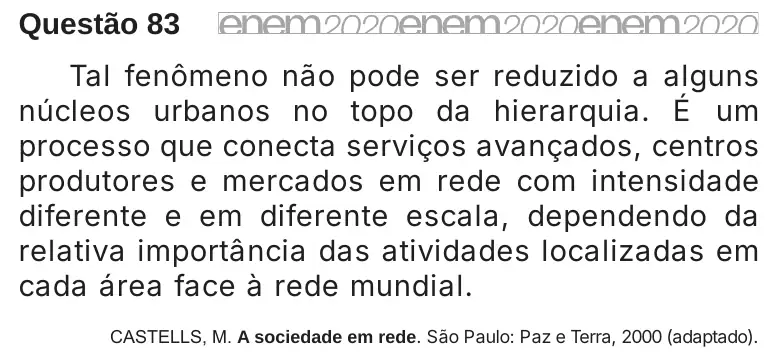 Questão 83 enem2020enem2020enem2020
Tal fenômeno não pode ser reduzido a alguns
núcleos urbanos no topo da hierarquia. É um
processo que conecta serviços avançados, centros
produtores e mercados em rede com intensidade
diferente e em diferente escala, dependendo da
relativa importância das atividades localizadas em
cada área face à rede mundial.
CASTELLS, M. A sociedade em rede. São Paulo: Paz e Terra, 2000 (adaptado).